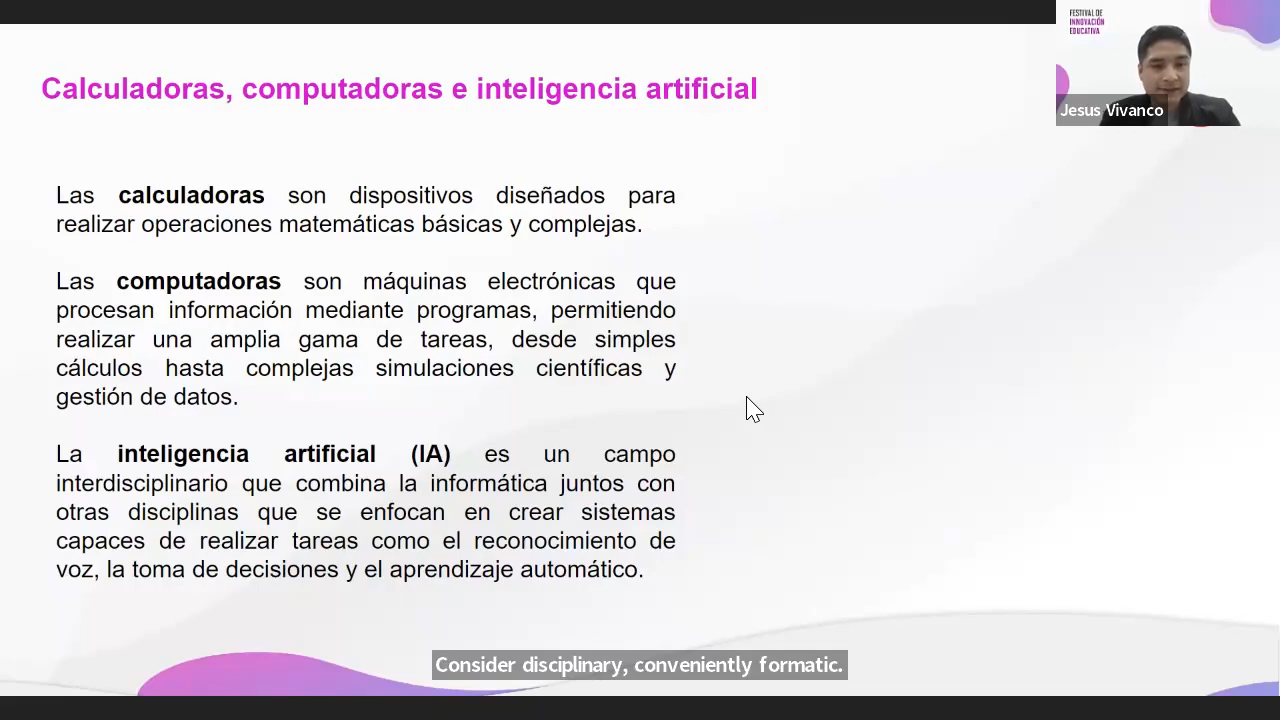 FESTIVAL DE
INNOVACIÓN
EDUCATIVA
Jesus Vivanco
Calculadoras, computadoras e inteligencia artificial
Las calculadoras son dispositivos diseñados para
realizar operaciones matemáticas básicas y complejas.
Las computadoras son máquinas electrónicas que
procesan información mediante programas, permitiendo
realizar una amplia gama de tareas, desde simples
cálculos hasta complejas simulaciones científicas y
gestión de datos.
La inteligencia artificial (IA) es un campo
interdisciplinario que combina la informática juntos con
otras disciplinas que se enfocan en crear sistemas
capaces de realizar tareas como el reconocimiento de
voz, la toma de decisiones y el aprendizaje automático.
Consider disciplinary, conveniently formatic.